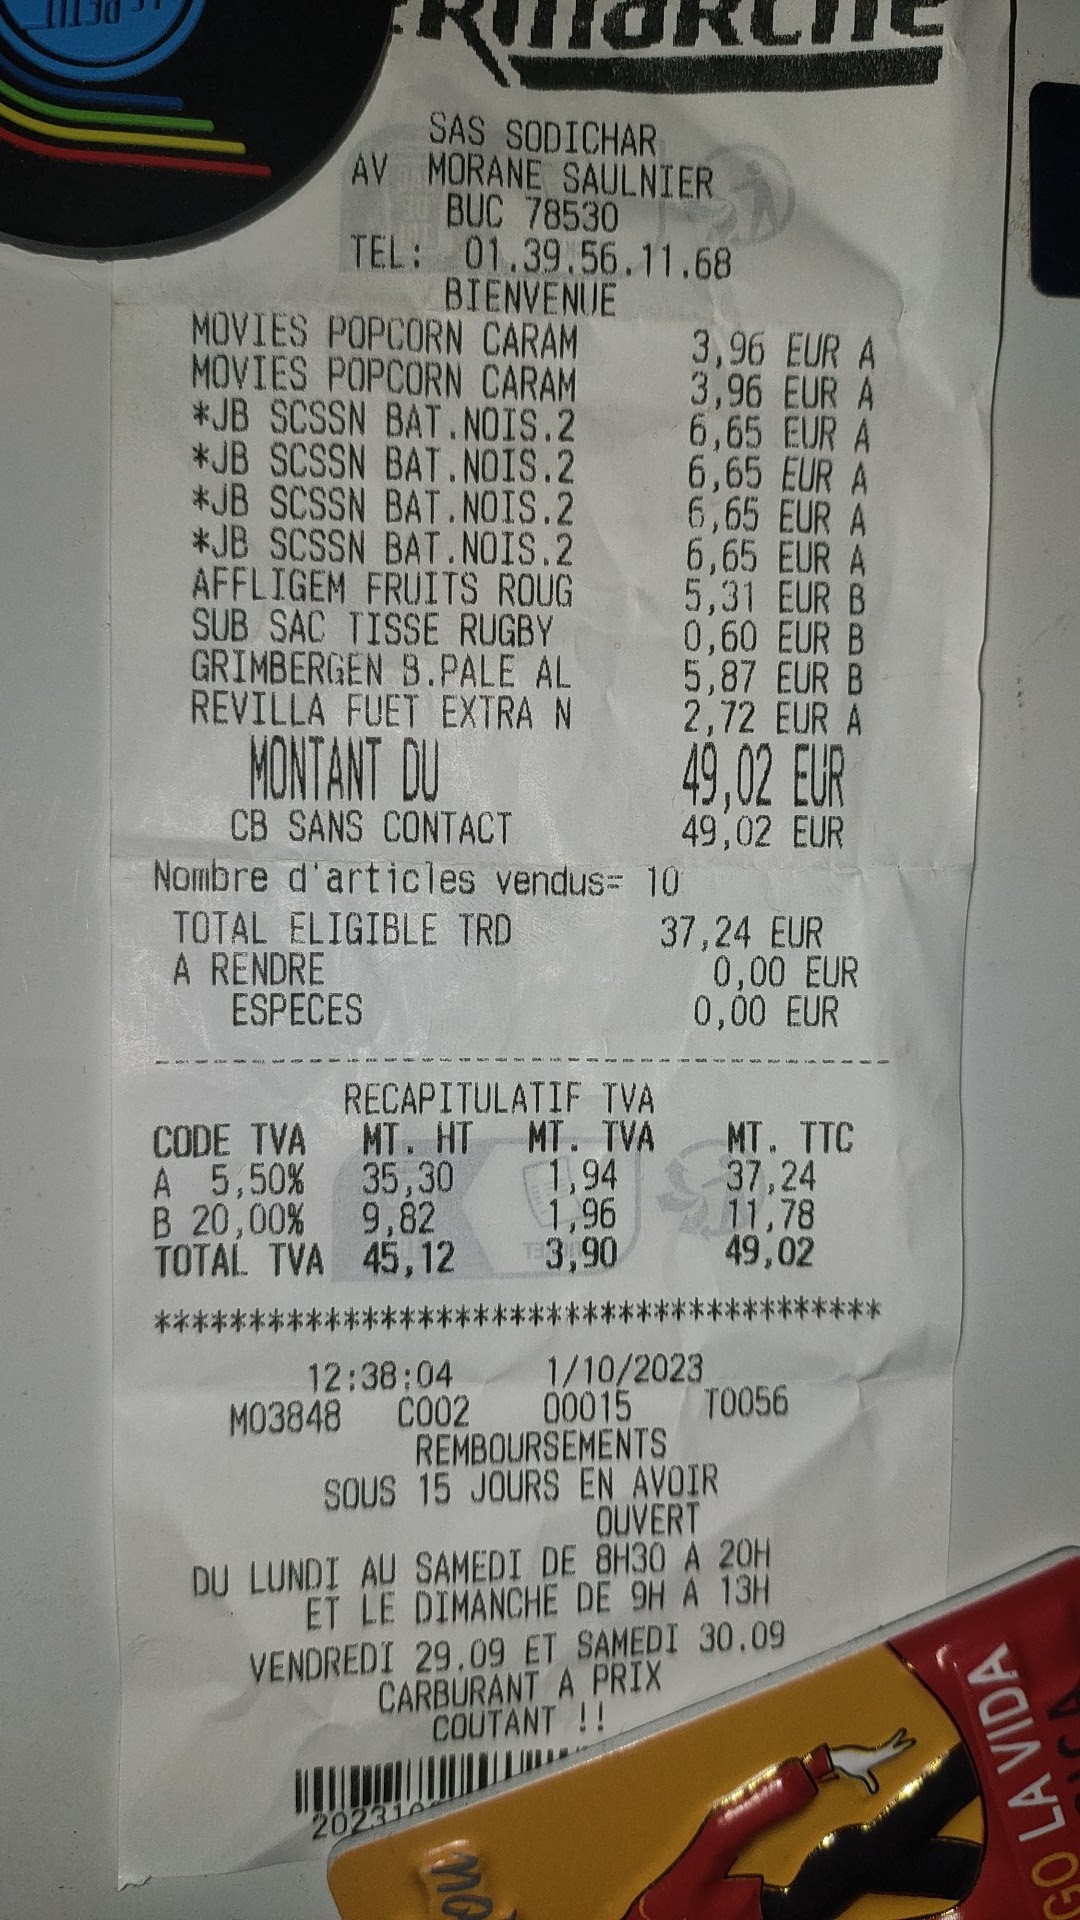 SAS SODICHAR
AV MORANE SAULNIER
BUC 78530
TEL: 01.39.56.11.68
BIENVENUE
MOVIES POPCORN CARAM 3,96 EUR A
MOVIES POPCORN CARAM 3,96 EUR A
*JB SCSSN BAT.NOIS.2 6,65 EUR A
*JB SCSSN BAT.NOIS.2 6,65 EUR A
*JB SCSSN BAT.NOIS.2 6,65 EUR A
*JB SCSSN BAT.NOIS.2 6,65 EUR A
AFFLIGEM FRUITS ROUG 5,31 EUR B
SUB SAC TISSE RUGBY 0,60 EUR B
GRIMBERGEN B.PALE AL 5,87 EUR B
REVILLA FUET EXTRA N 2,72 EUR A
MONTANT DU 49,02 EUR
CB SANS CONTACT 49,02 EUR
Nombre d'articles vendus= 10
TOTAL ELIGIBLE TRD 37,24 EUR
A RENDRE 0,00 EUR
ESPECES 0,00 EUR
RECAPITULATIF TVA
CODE TVA MT. HT MT. TVA MT. TTC
A 5,50% 35,30 1,94 37,24
B 20,00% 9,82 1,96 11,78
TOTAL TVA 45,12 3,90 49,02
***************************************
12:38:04 1/10/2023
M03848 C002 00015 T0056
REMBOURSEMENTS
SOUS 15 JOURS EN AVOIR
OUVERT
DU LUNDI AU SAMEDI DE 8H30 A 20H
ET LE DIMANCHE DE 9H A 13H
VENDREDI 29.09 ET SAMEDI 30.09
CARBURANT A PRIX
COUTANT !!
LA VIDA